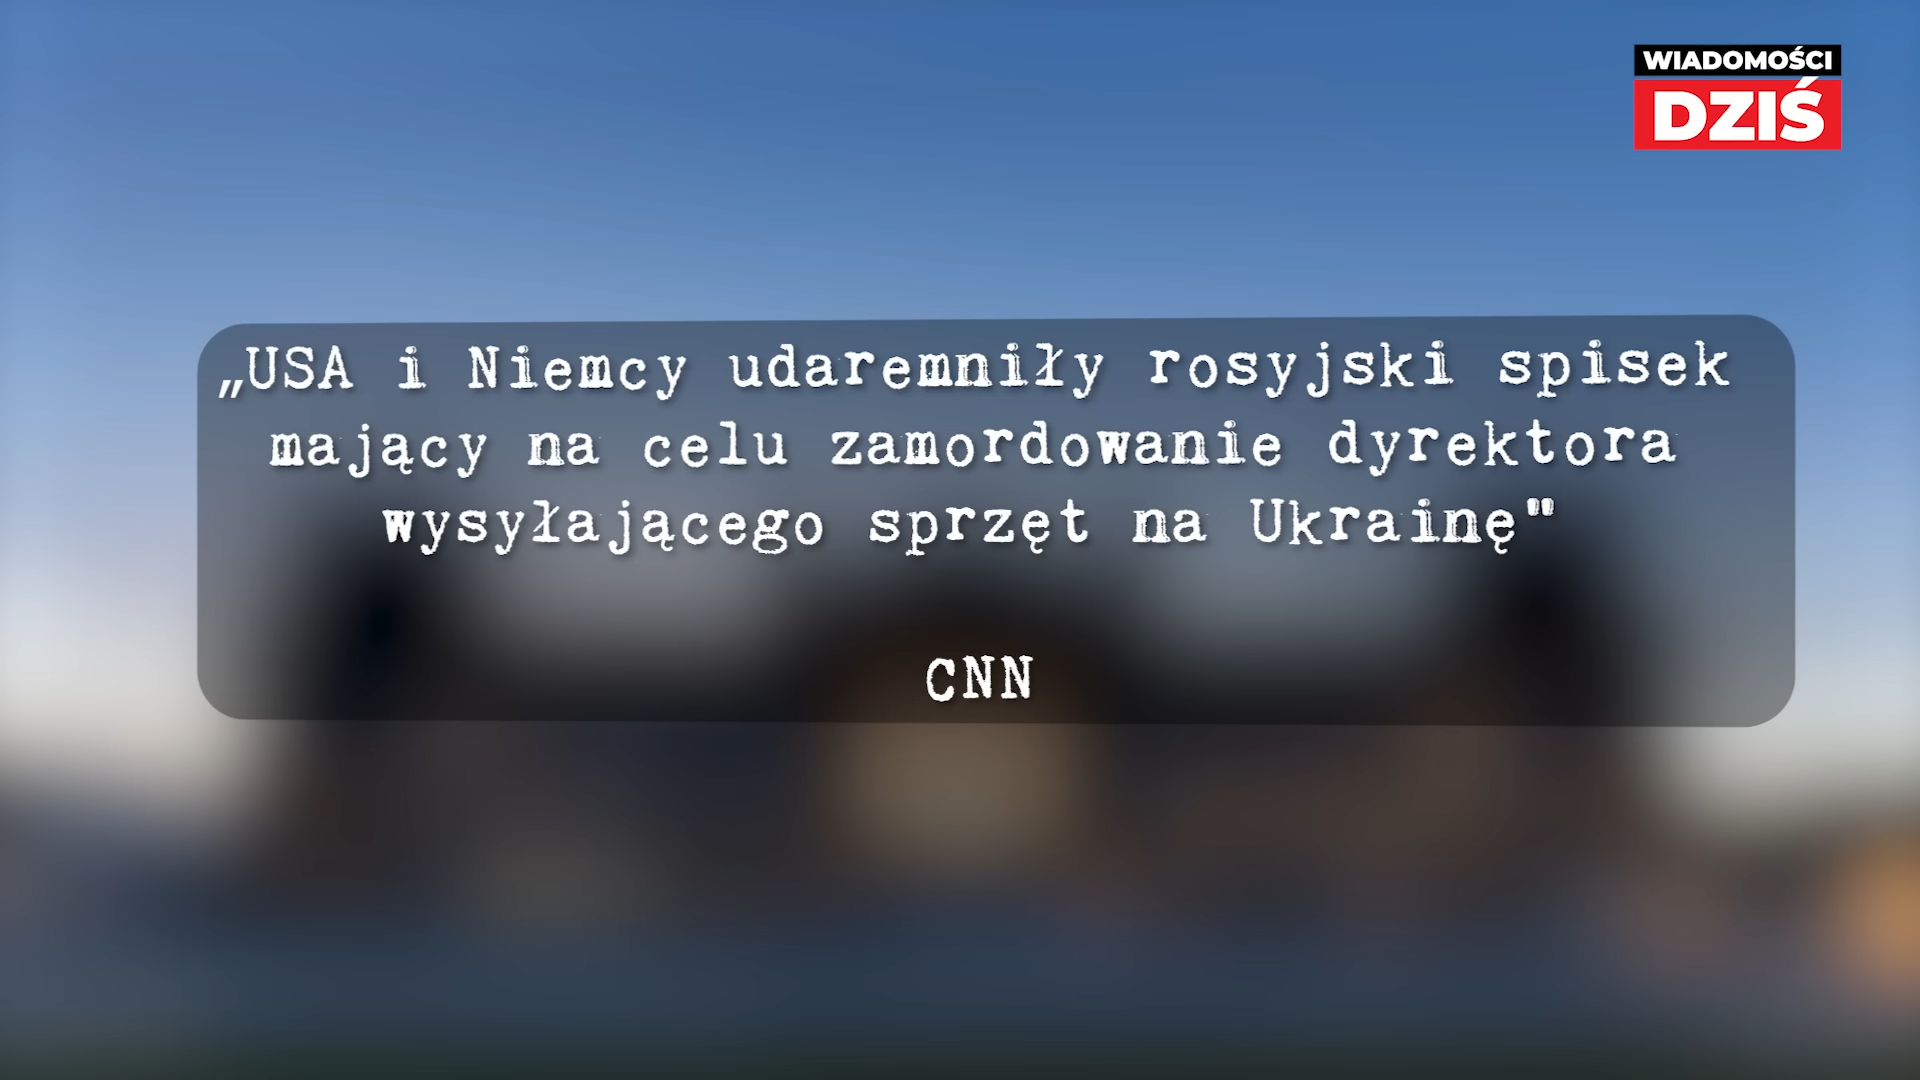 WIADOMOŚCI
DZIŚ
„USA i Niemcy udaremniły rosyjski spisek
mający na celu zamordowanie dyrektora
wysyłającego sprzęt na Ukrainę"
CNN